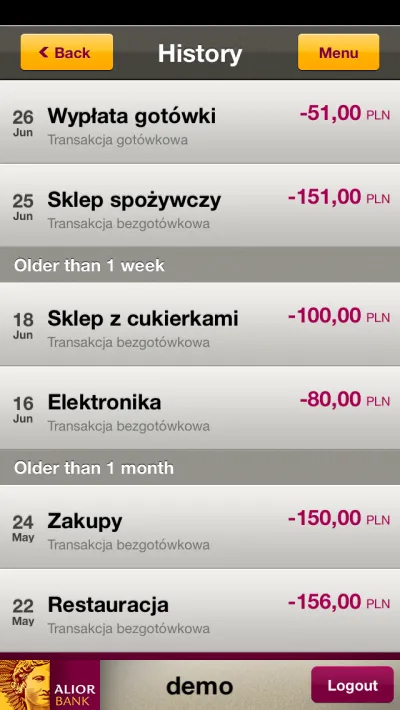 Back History Menu
26 Wypłata gotówki -51,00 PLN
Jun Transakcja gotówkowa
25 Sklep spożywczy -151,00 PLN
Jun Transakcja bezgotówkowa
Older than 1 week
18 Sklep z cukierkami -100,00 PLN
Jun Transakcja bezgotówkowa
16 Elektronika -80,00 PLN
Jun Transakcja bezgotówkowa
Older than 1 month
24 Zakupy -150,00 PLN
May Transakcja bezgotówkowa
22 Restauracja -156,00 PLN
May Transakcja bezgotówkowa
ALIOR
BANK
demo
Logout